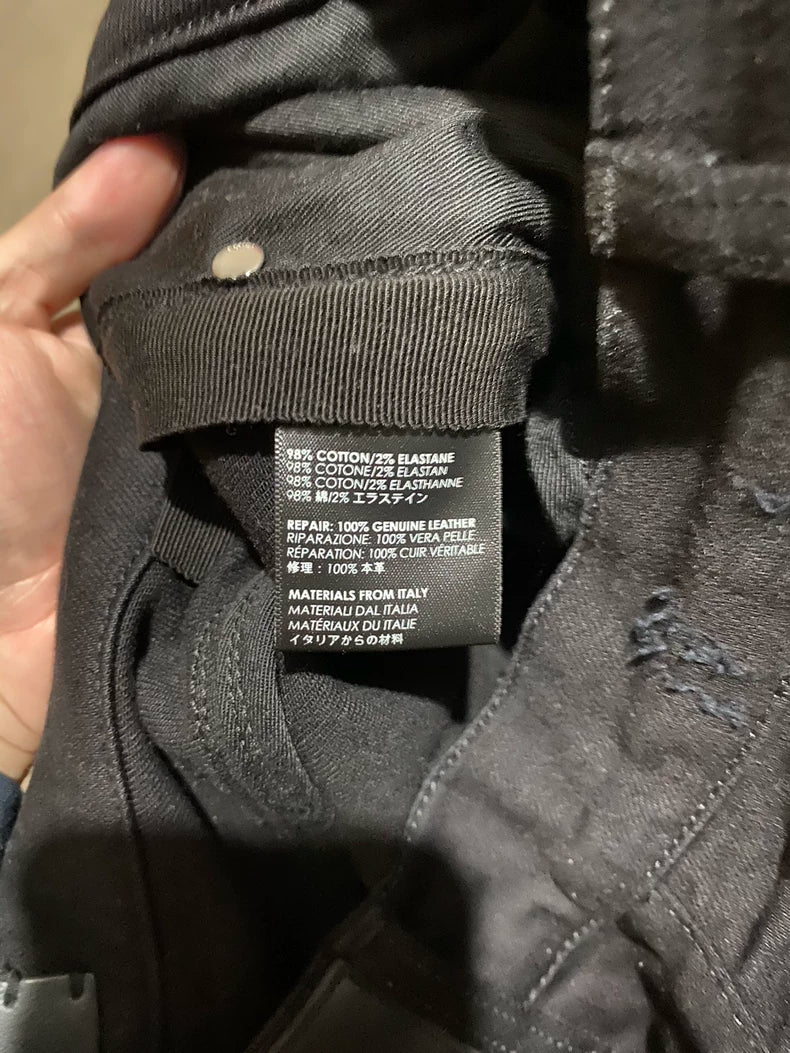 98% COTTON/2% ELASTANE
98% COTONE/2% ELASTAN
98% COTON/2% ELASTHANNE
98% 綿/2% エラステイン
REPAIR: 100% GENUINE LEATHER
RIPARAZIONE: 100% VERA PELLE
RÉPARATION: 100% CUIR VÉRITABLE
修理：100% 本革
MATERIALS FROM ITALY
MATERIALI DAL ITALIA
MATÉRIAUX DU ITALIE
イタリアからの材料